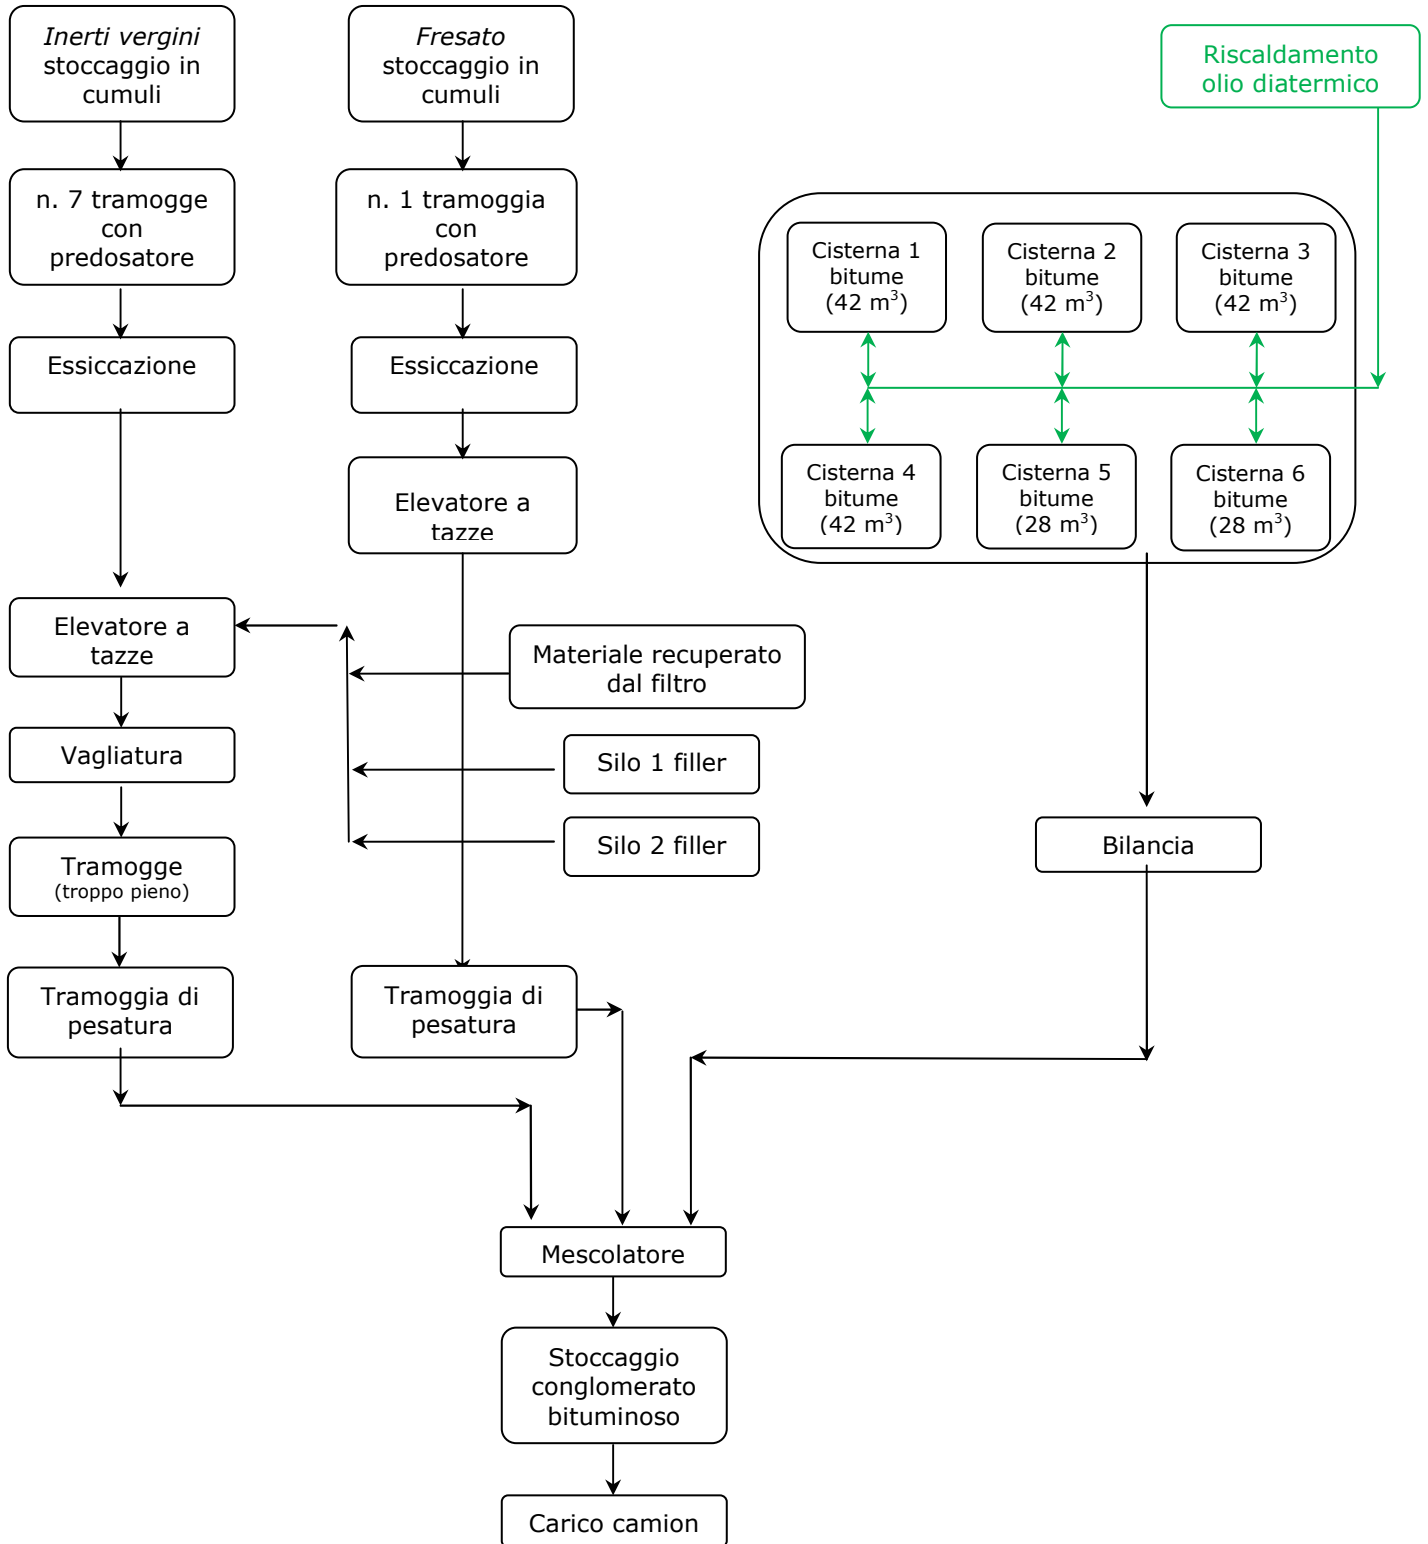 Inerti vergini
stoccaggio in
cumuli
Fresato
stoccaggio in
cumuli
Riscaldamento
olio diatermico
n. 7 tramogge
con
predosatore
n. 1 tramoggia
con
predosatore
Cisterna 1
bitume
(42 m³)
Cisterna 2
bitume
(42 m³)
Cisterna 3
bitume
(42 m³)
Essiccazione
Essiccazione
Cisterna 4
bitume
(42 m³)
Cisterna 5
bitume
(28 m³)
Cisterna 6
bitume
(28 m³)
Elevatore a
tazze
Elevatore a
tazze
Materiale recuperato
dal filtro
Vagliatura
Silo 1 filler
Silo 2 filler
Bilancia
Tramogge
(troppo pieno)
Tramoggia di
pesatura
Tramoggia di
pesatura
Mescolatore
Stoccaggio
conglomerato
bituminoso
Carico camion